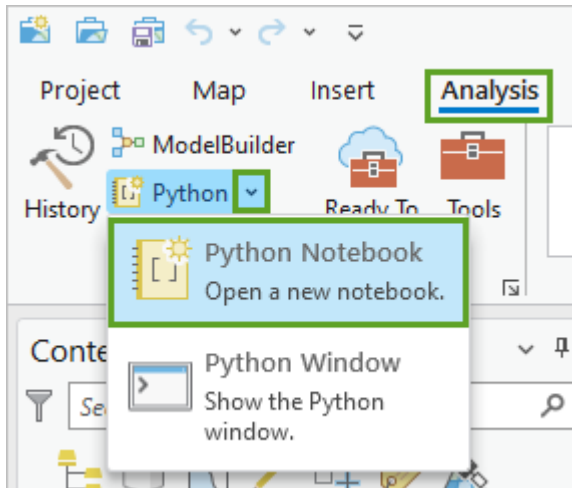 Project Map Insert Analysis
ModelBuilder
Python
History Ready To Tools
Python Notebook
Open a new notebook.
Python Window
Show the Python
window.
Conte
Se